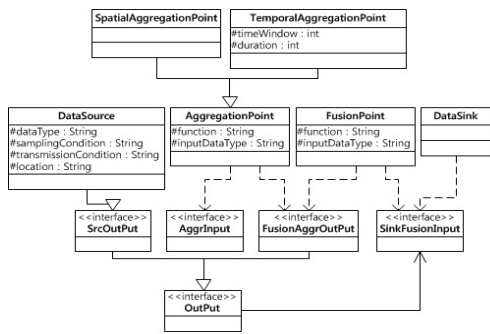 SpatialAggregationPoint
TemporalAggregationPoint
#timeWindow : int
#duration : int
DataSource
#dataType : String
#samplingCondition : String
#transmissionCondition : String
#location : String
AggregationPoint
#function : String
#inputDataType : String
FusionPoint
#function : String
#inputDataType : String
DataSink
<<interface>>
SrcOutPut
<<interface>>
AggrInput
<<interface>>
FusionAggrOutPut
<<interface>>
SinkFusionInput
<<interface>>
OutPut